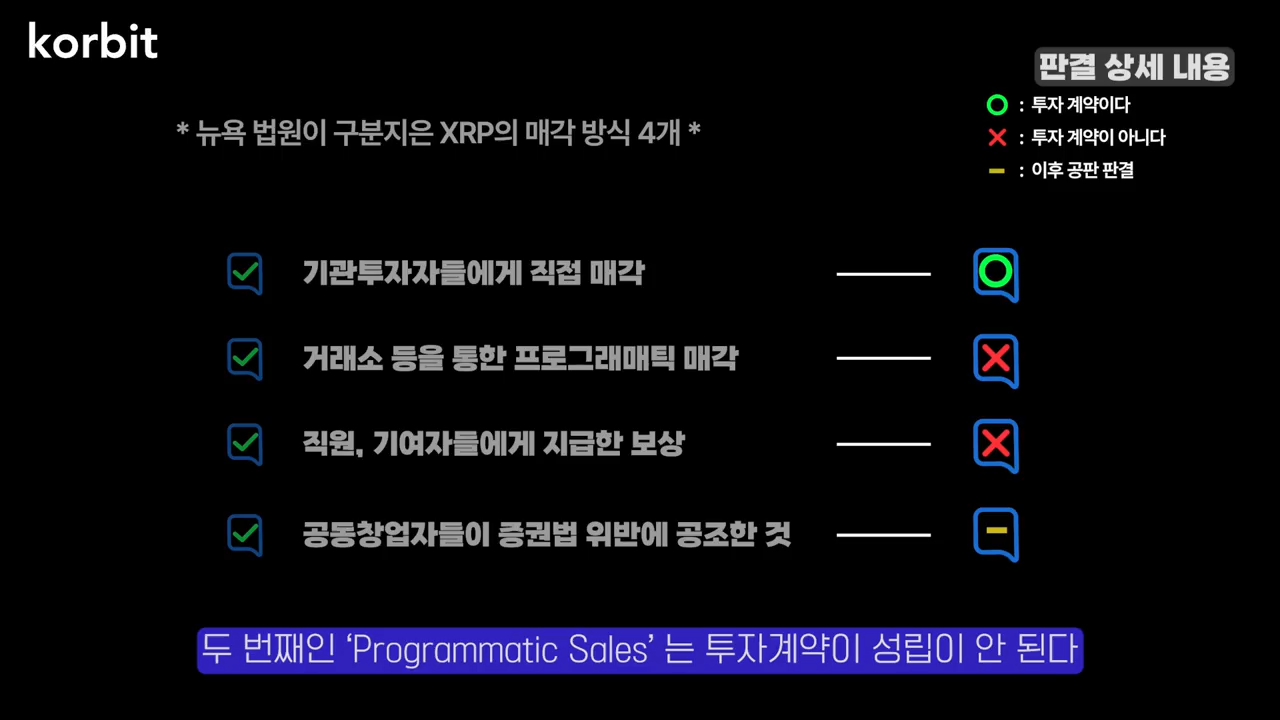 korbit
판결 상세 내용
: 투자 계약이다
: 투자 계약이 아니다
: 이후 공판 판결
* 뉴욕 법원이 구분지은 XRP의 매각 방식 4개 *
기관투자자들에게 직접 매각
거래소 등을 통한 프로그래매틱 매각
직원, 기여자들에게 지급한 보상
공동창업자들이 증권법 위반에 공조한 것
두 번째인 ‘Programmatic Sales’ 는 투자계약이 성립이 안 된다